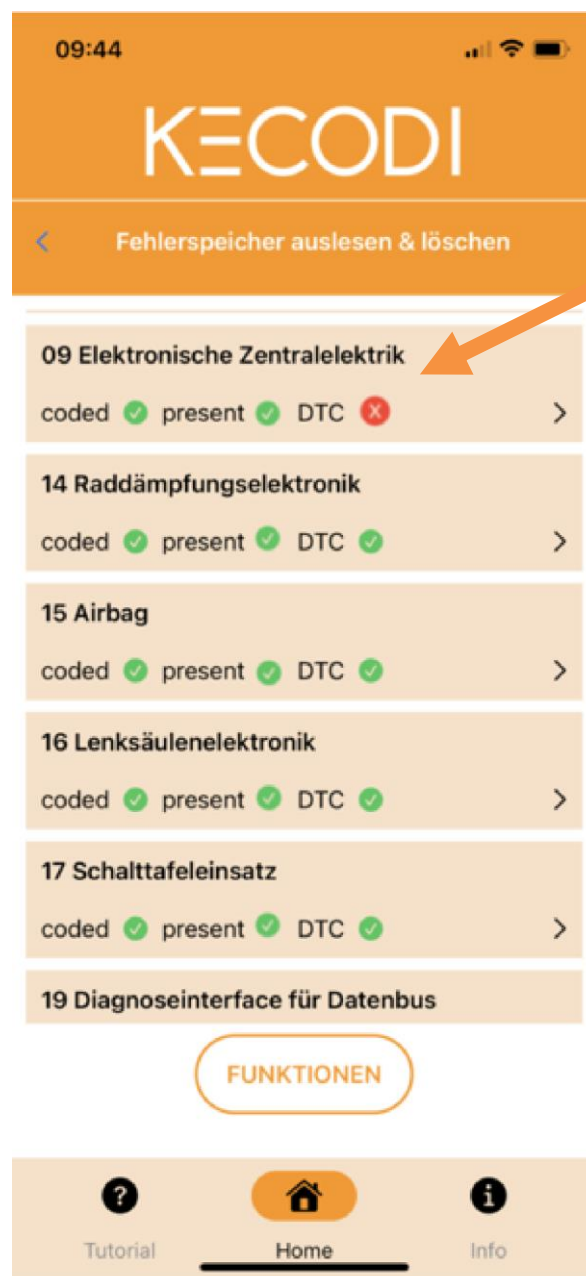 09:44
KECODI
Fehlerspeicher auslesen & löschen
09 Elektronische Zentralelektrik
coded present DTC
14 Raddämpfungselektronik
coded present DTC
15 Airbag
coded present DTC
16 Lenksäulenelektronik
coded present DTC
17 Schalttafeleinsatz
coded present DTC
19 Diagnoseinterface für Datenbus
FUNKTIONEN
Tutorial Home Info